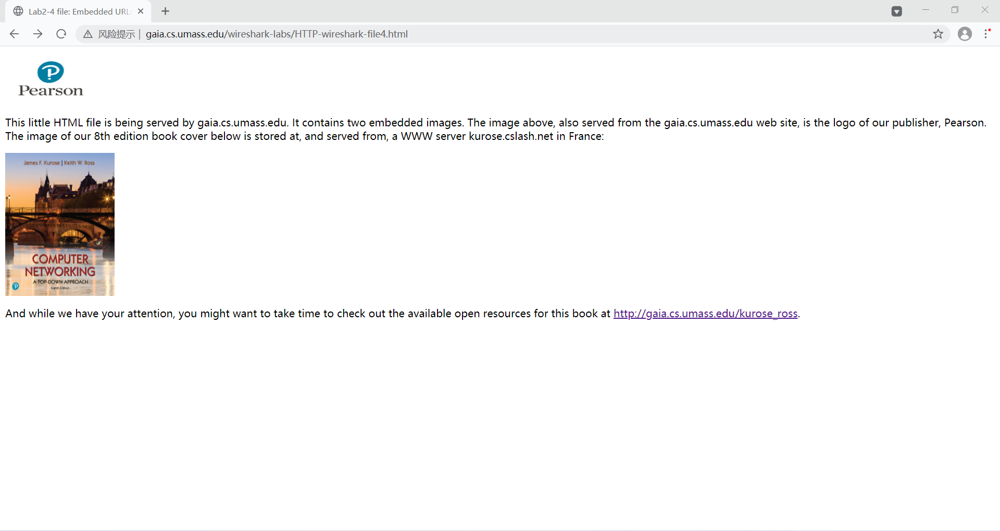 Lab2-4 file: Embedded URL
风险提示 | gaia.cs.umass.edu/wireshark-labs/HTTP-wireshark-file4.html
P
Pearson
This little HTML file is being served by gaia.cs.umass.edu. It contains two embedded images. The image above, also served from the gaia.cs.umass.edu web site, is the logo of our publisher, Pearson.
The image of our 8th edition book cover below is stored at, and served from, a WWW server kurose.cslash.net in France:
James F. Kurose | Keith W. Ross
COMPUTER
NETWORKING
A TOP-DOWN APPROACH
Eighth Edition
And while we have your attention, you might want to take time to check out the available open resources for this book at http://gaia.cs.umass.edu/kurose_ross.